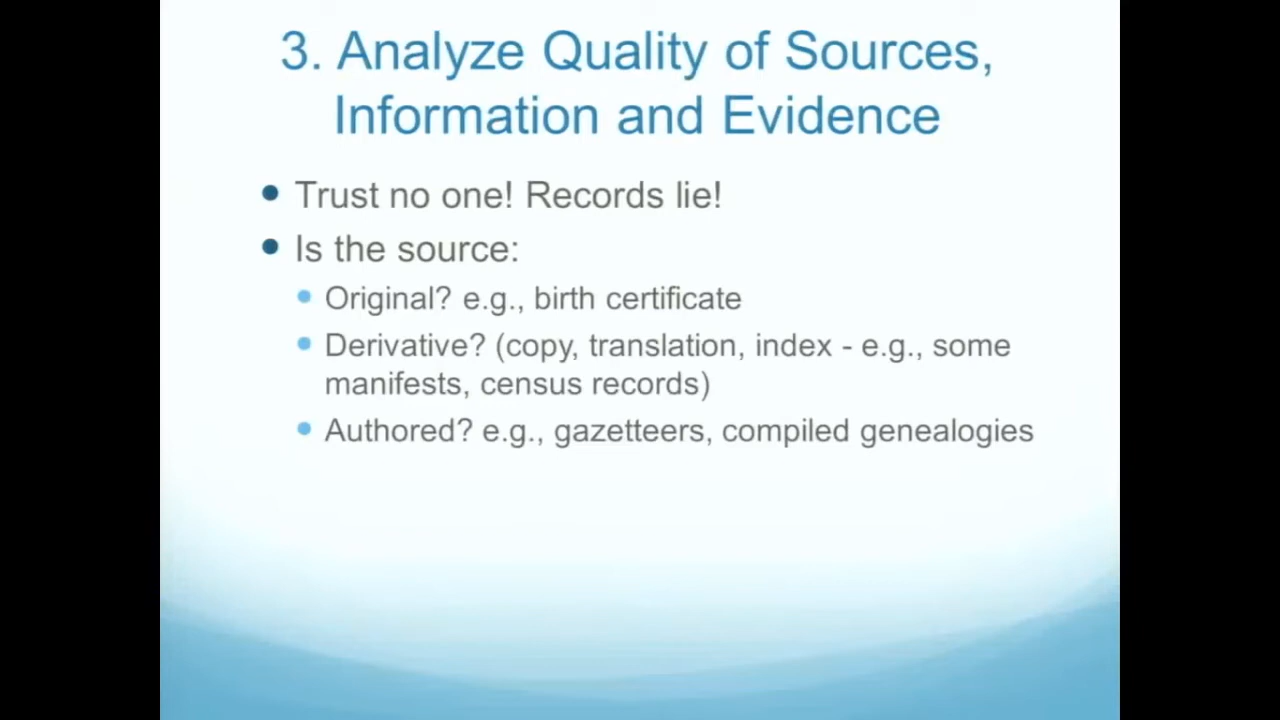 3. Analyze Quality of Sources,
Information and Evidence
Trust no one! Records lie!
Is the source:
Original? e.g., birth certificate
Derivative? (copy, translation, index - e.g., some
manifests, census records)
Authored? e.g., gazetteers, compiled genealogies